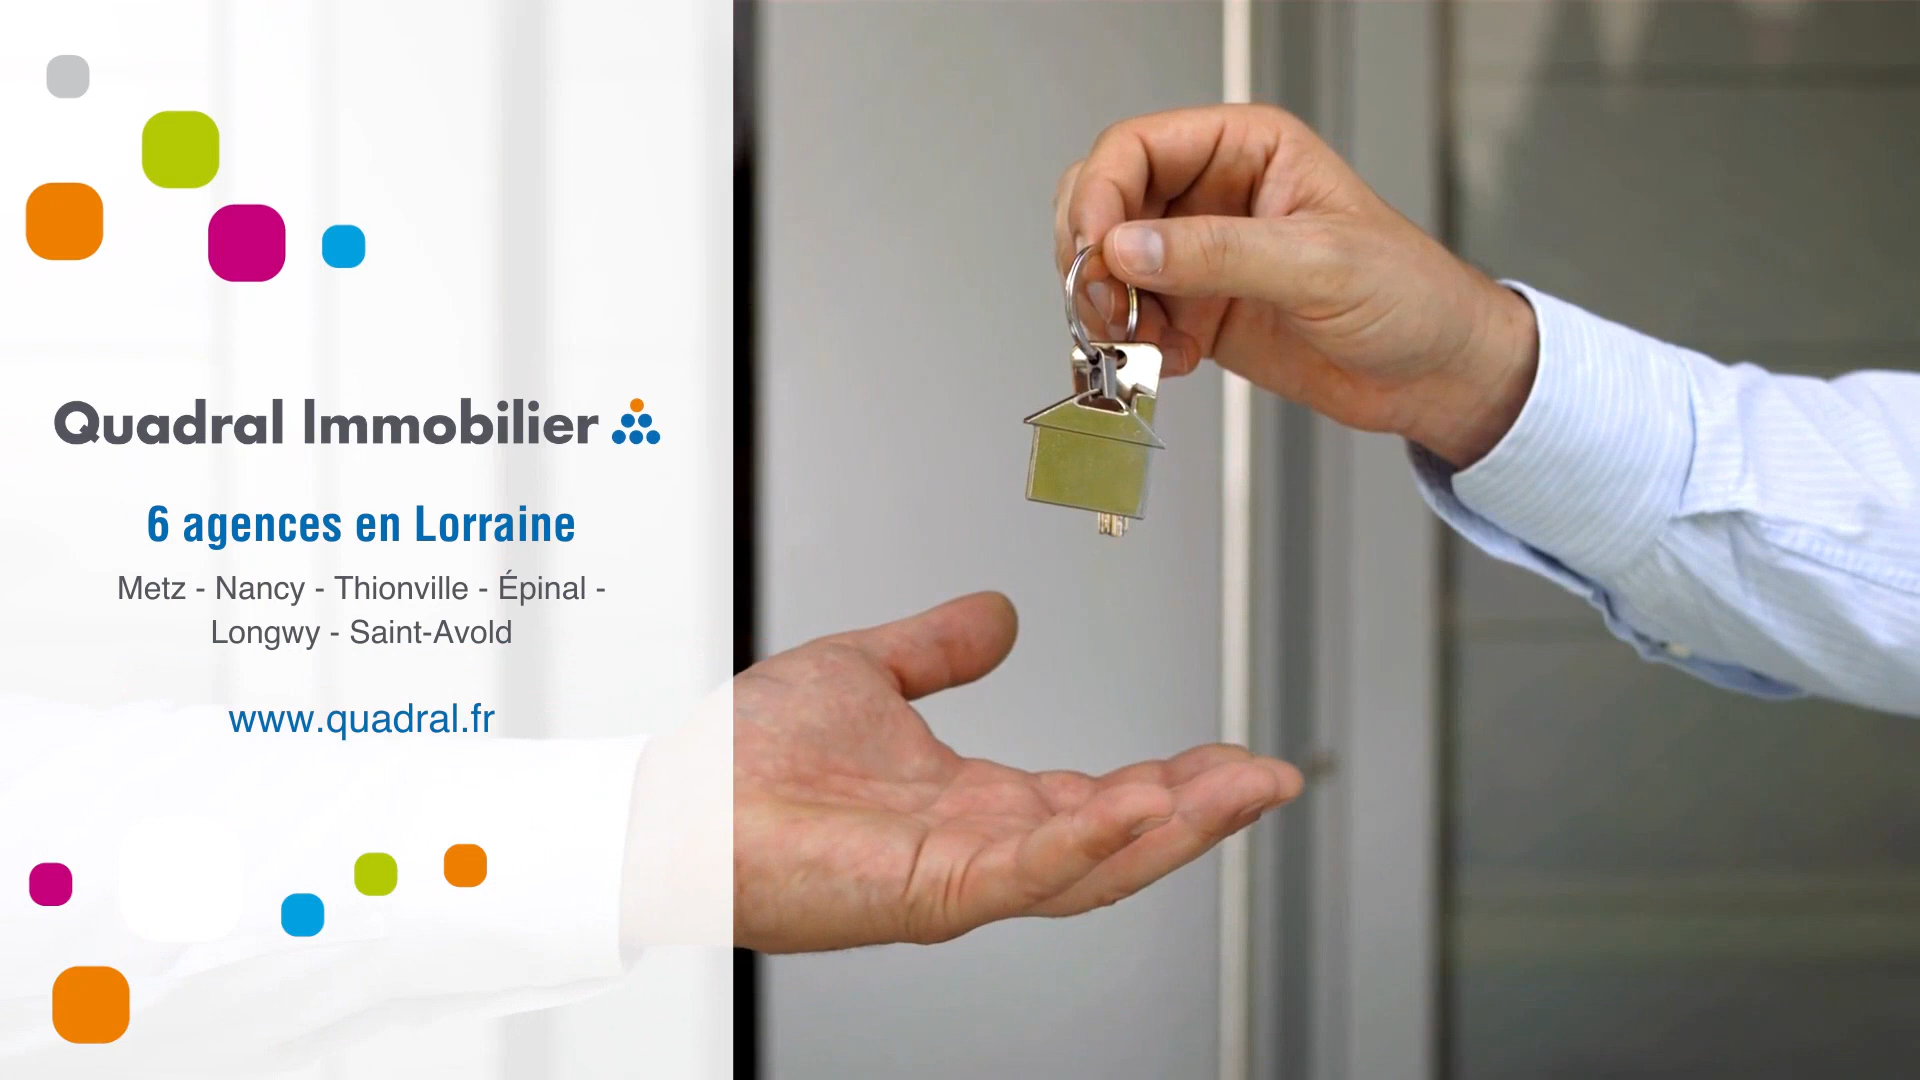 Quadral Immobilier
6 agences en Lorraine
Metz - Nancy - Thionville - Épinal -
Longwy - Saint-Avold
www.quadral.fr